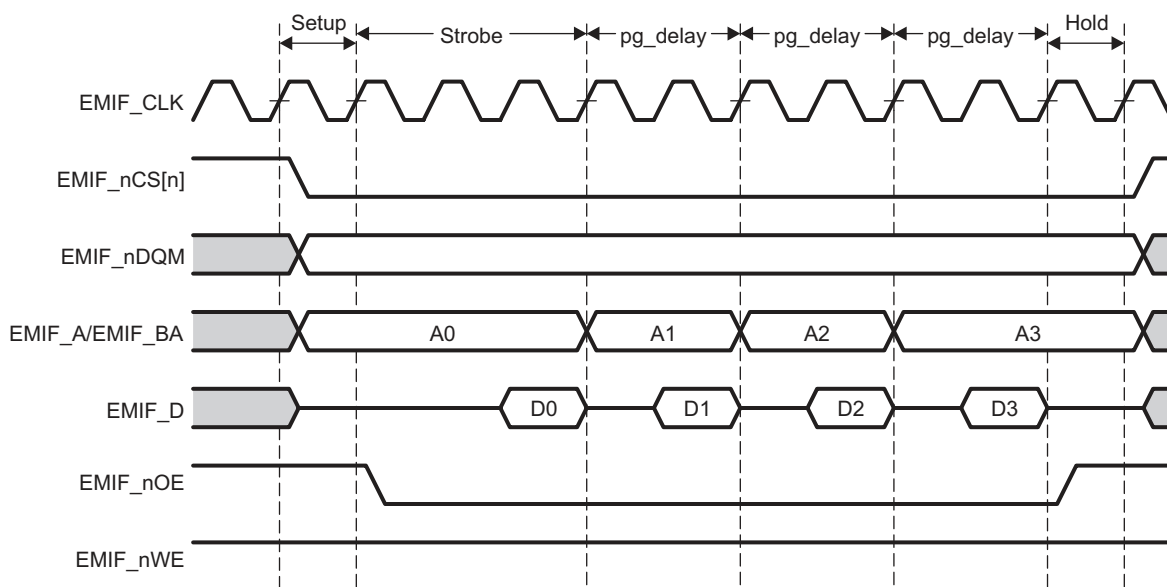 Setup Strobe pg_delay pg_delay pg_delay Hold
EMIF_CLK
EMIF_nCS[n]
EMIF_nDQM
EMIF_A/EMIF_BA A0 A1 A2 A3
EMIF_D D0 D1 D2 D3
EMIF_nOE
EMIF_nWE